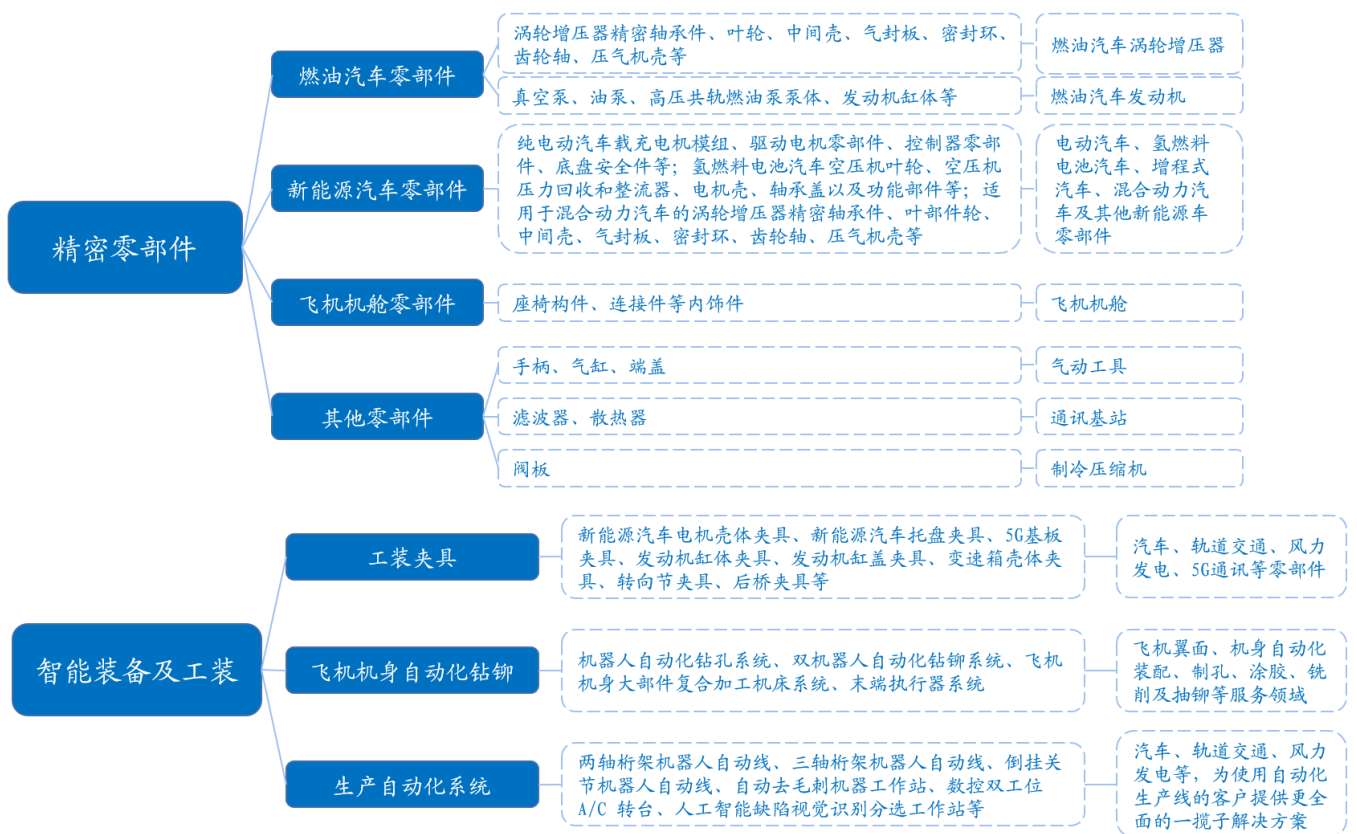 精密零部件
燃油汽车零部件
涡轮增压器精密轴承件、叶轮、中间壳、气封板、密封环、
齿轮轴、压气机壳等
燃油汽车涡轮增压器
真空泵、油泵、高压共轨燃油泵泵体、发动机缸体等
燃油汽车发动机
新能源汽车零部件
纯电动汽车载充电机模组、驱动电机零部件、控制器零部
件、底盘安全件等；氢燃料电池汽车空压机叶轮、空压机
压力回收和整流器、电机壳、轴承盖以及功能部件等；适
用于混合动力汽车的涡轮增压器精密轴承件、叶部件轮、
中间壳、气封板、密封环、齿轮轴、压气机壳等
电动汽车、氢燃料
电池汽车、增程式
汽车、混合动力汽
车及其他新能源车
零部件
飞机机舱零部件
座椅构件、连接件等内饰件
飞机机舱
其他零部件
手柄、气缸、端盖
气动工具
滤波器、散热器
通讯基站
阀板
制冷压缩机
智能装备及工装
工装夹具
新能源汽车电机壳体夹具、新能源汽车托盘夹具、5G基板
夹具、发动机缸体夹具、发动机缸盖夹具、变速箱壳体夹
具、转向节夹具、后桥夹具等
汽车、轨道交通、风力
发电、5G通讯等零部件
飞机机身自动化钻铆
机器人自动化钻孔系统、双机器人自动化钻铆系统、飞机
机身大部件复合加工机床系统、末端执行器系统
飞机翼面、机身自动化
装配、制孔、涂胶、铣
削及抽铆等服务领域
生产自动化系统
两轴桁架机器人自动线、三轴桁架机器人自动线、倒挂关
节机器人自动线、自动去毛刺机器工作站、数控双工位
A/C 转台、人工智能缺陷视觉识别分选工作站等
汽车、轨道交通、风力
发电等，为使用自动化
生产线的客户提供更全
面的一揽子解决方案